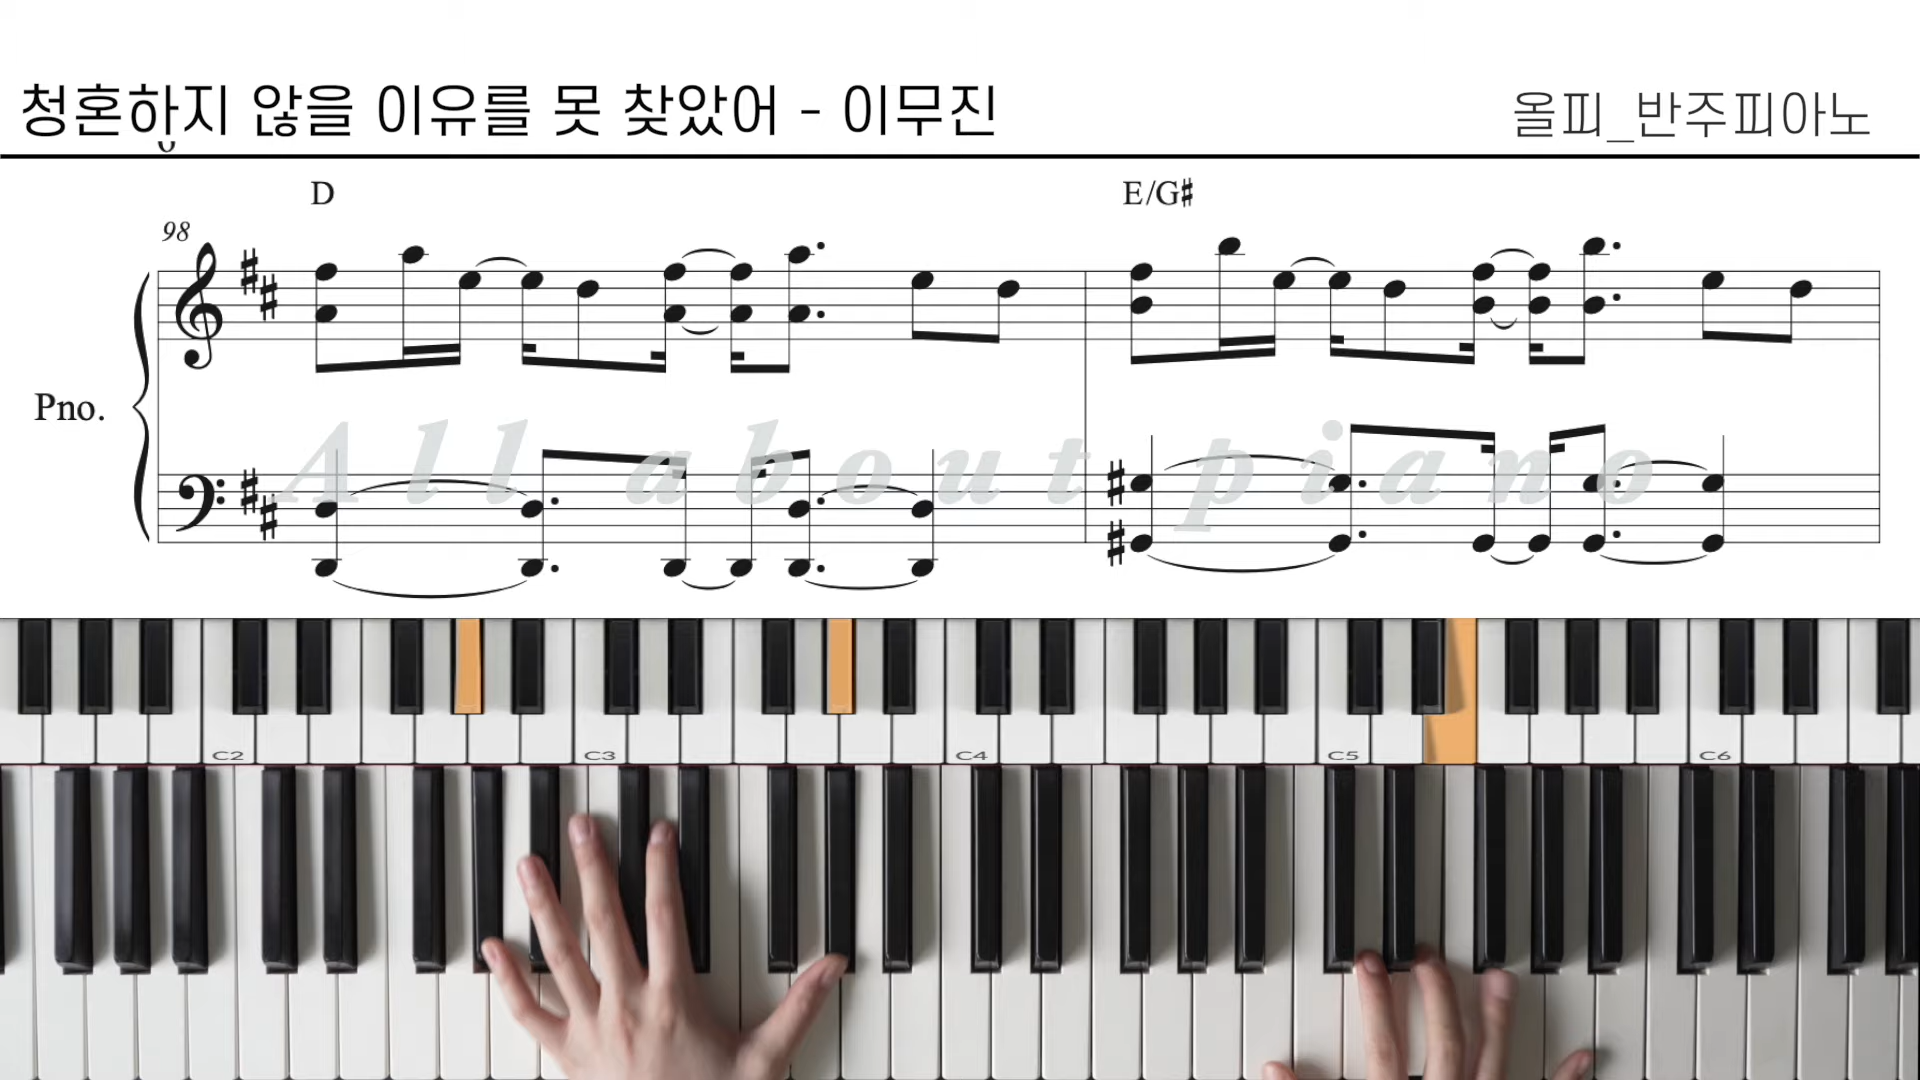 청혼하지 않을 이유를 못 찾았어 - 이무진
올피_반주피아노
D
E/G♯
98
Pno.
All about piano
C2 C3 C4 C5 C6